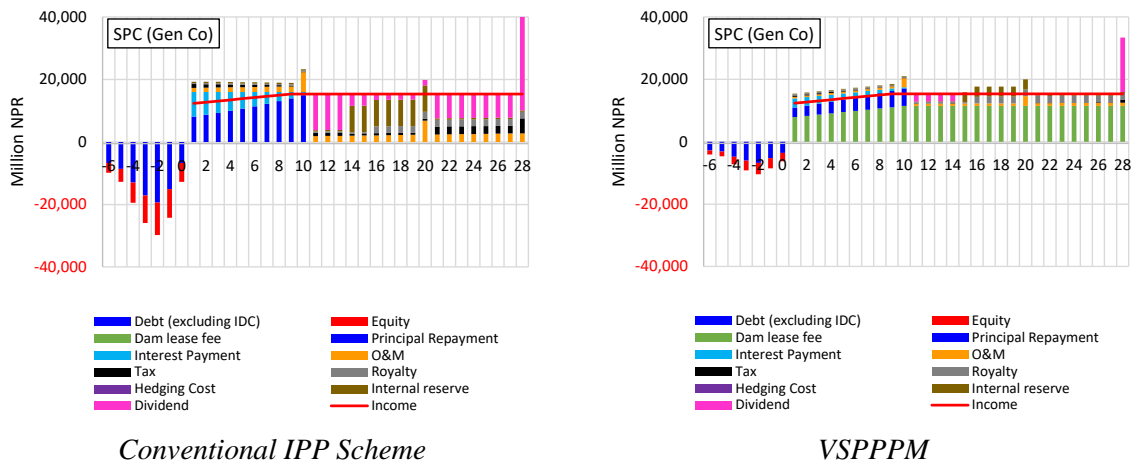 SPC (Gen Co)
Million NPR
40,000
20,000
0
-20,000
-40,000
-6 -4 -2 0 2 4 6 8 10 12 14 16 18 20 22 24 26 28
Debt (excluding IDC) Equity
Dam lease fee Principal Repayment
Interest Payment O&M
Tax Royalty
Hedging Cost Internal reserve
Dividend Income
Conventional IPP Scheme
SPC (Gen Co)
Million NPR
40,000
20,000
0
-20,000
-40,000
-6 -4 -2 0 2 4 6 8 10 12 14 16 18 20 22 24 26 28
Debt (excluding IDC) Equity
Dam lease fee Principal Repayment
Interest Payment O&M
Tax Royalty
Hedging Cost Internal reserve
Dividend Income
VSPPPM